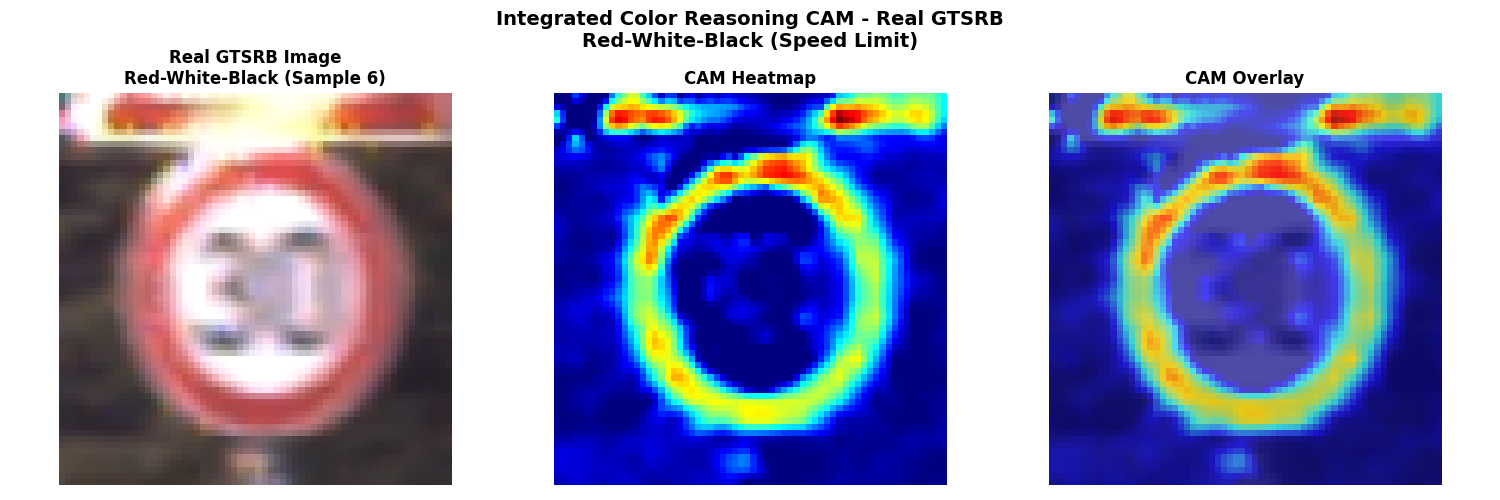 Integrated Color Reasoning CAM - Real GTSRB
Red-White-Black (Speed Limit)
Real GTSRB Image
Red-White-Black (Sample 6)
CAM Heatmap
CAM Overlay